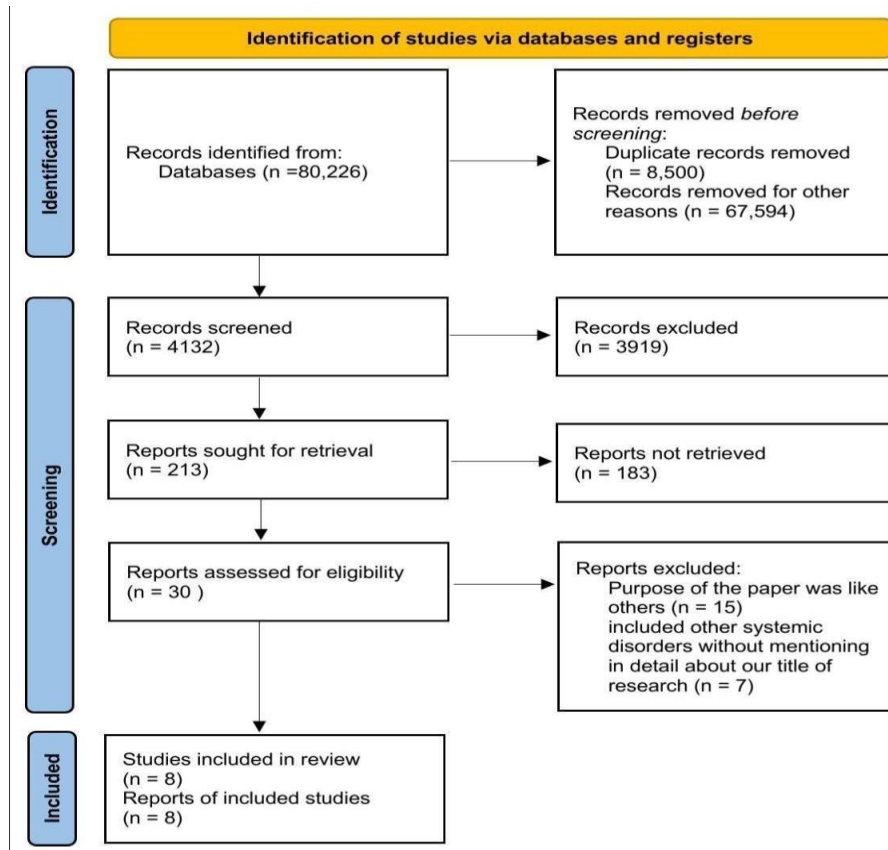 Identification of studies via databases and registers
Identification
Records identified from:
Databases (n =80,226)
Records removed before
screening:
Duplicate records removed
(n = 8,500)
Records removed for other
reasons (n = 67,594)
Screening
Records screened
(n = 4132)
Records excluded
(n = 3919)
Reports sought for retrieval
(n = 213)
Reports not retrieved
(n = 183)
Reports assessed for eligibility
(n = 30 )
Reports excluded:
Purpose of the paper was like
others (n = 15)
included other systemic
disorders without mentioning
in detail about our title of
research (n = 7)
Included
Studies included in review
(n = 8)
Reports of included studies
(n = 8)